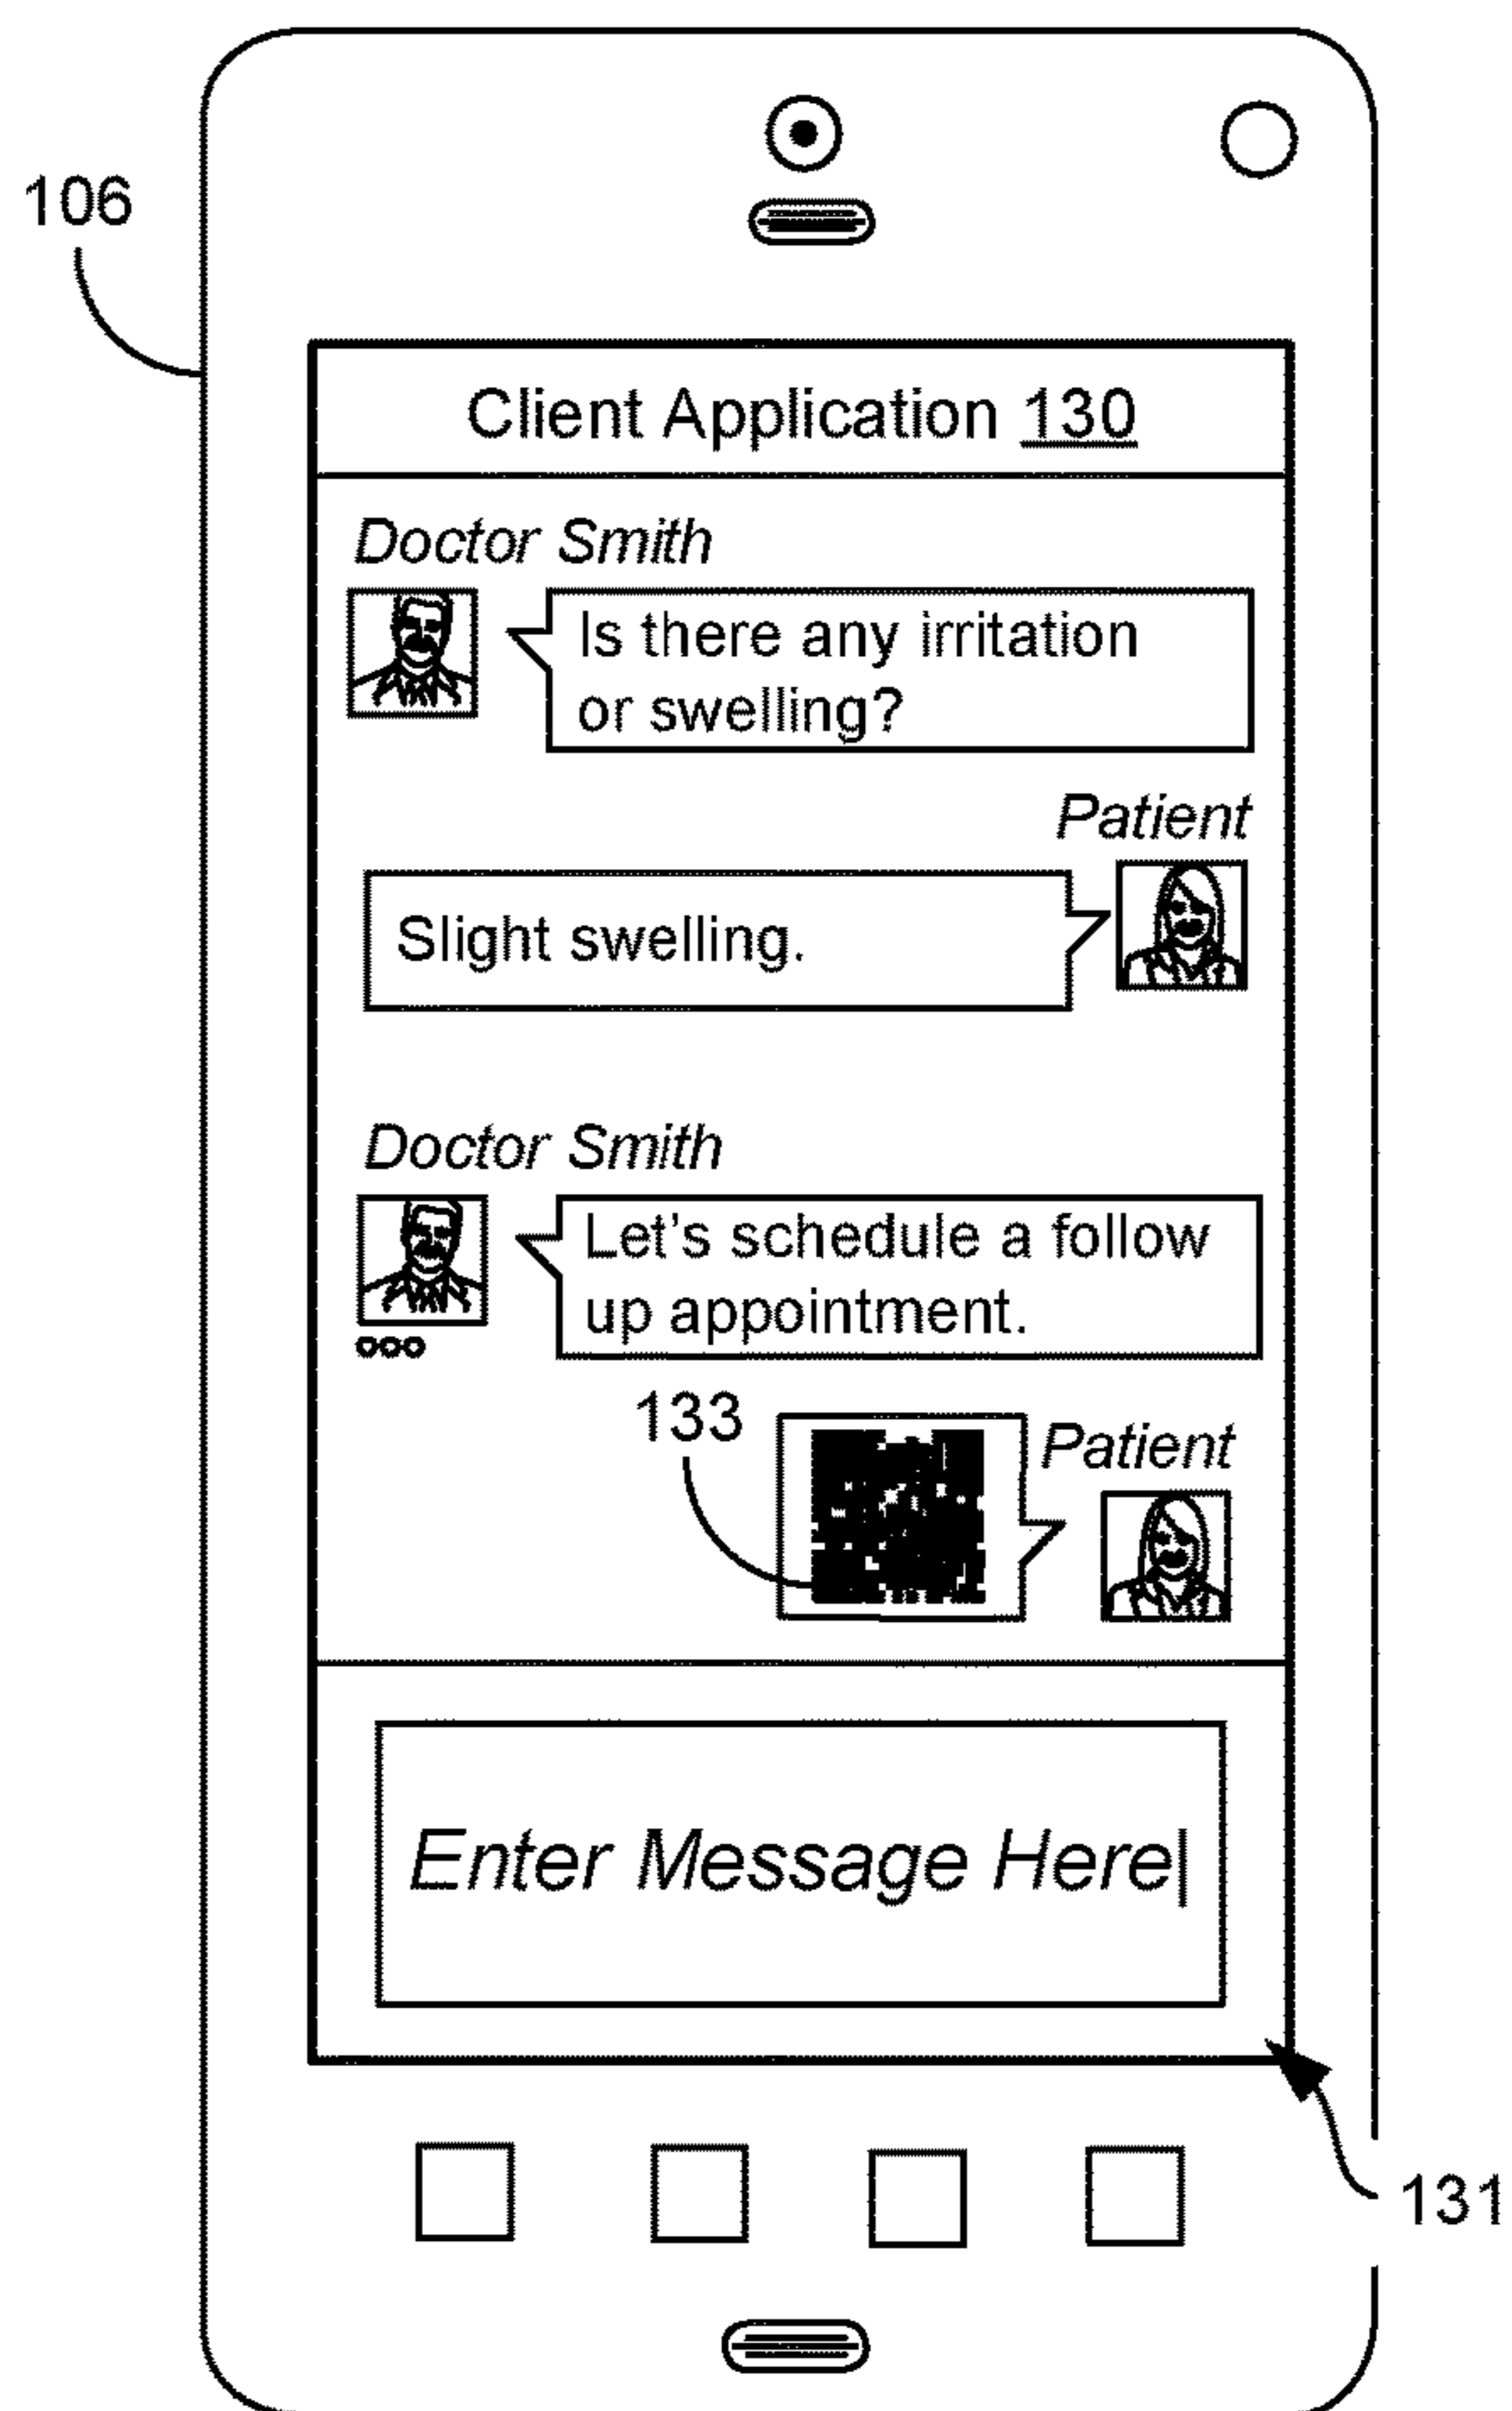 106
Client Application 130
Doctor Smith
Is there any irritation
or swelling?
Patient
Slight swelling.
Doctor Smith
Let's schedule a follow
up appointment.
133
Patient
Enter Message Here
131